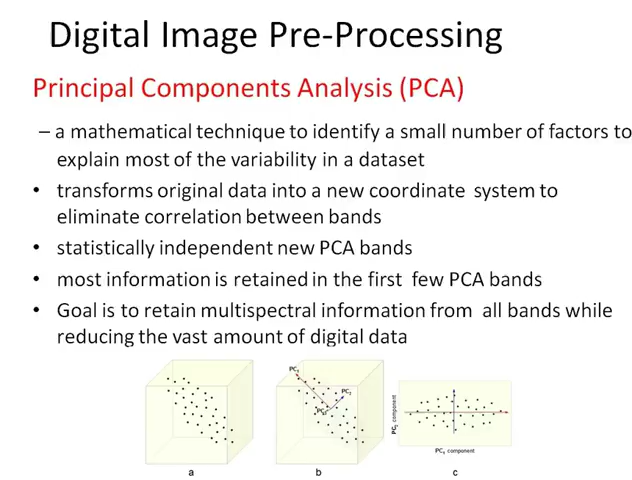 Digital Image Pre-Processing
Principal Components Analysis (PCA)
– a mathematical technique to identify a small number of factors to
explain most of the variability in a dataset
• transforms original data into a new coordinate system to
eliminate correlation between bands
• statistically independent new PCA bands
• most information is retained in the first few PCA bands
• Goal is to retain multispectral information from all bands while
reducing the vast amount of digital data
PC1
PC2
PC2 component
PC1 component
a
b
c